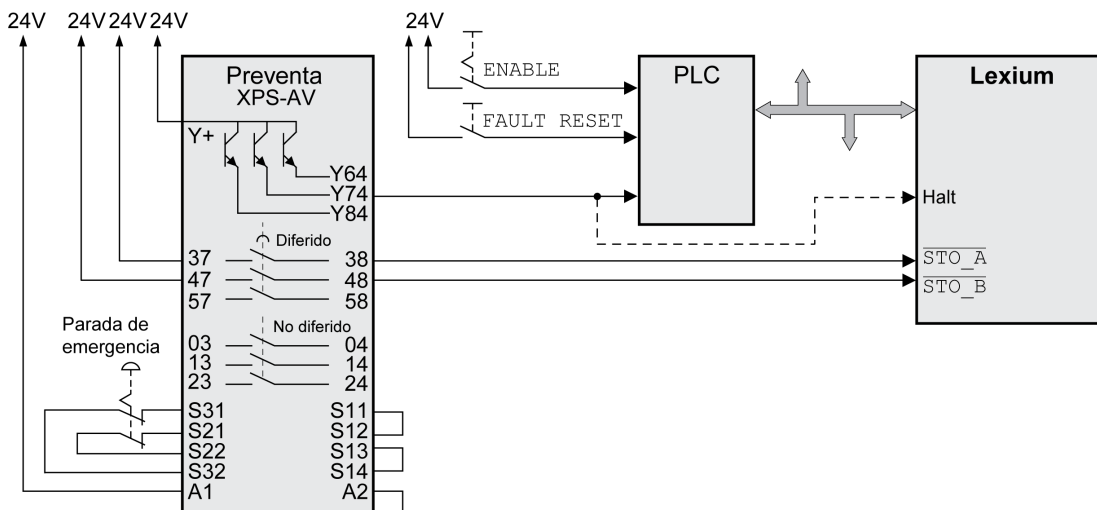 24V 24V 24V 24V
Preventa
XPS-AV
Y+
Y64
Y74
Y84
Diferido
37 38
47 48
57 58
No diferido
03 04
13 14
23 24
Parada de
emergencia
S31 S11
S21 S12
S22 S13
S32 S14
A1 A2
24V
ENABLE
FAULT RESET
PLC
Lexium
Halt
STO_A
STO_B